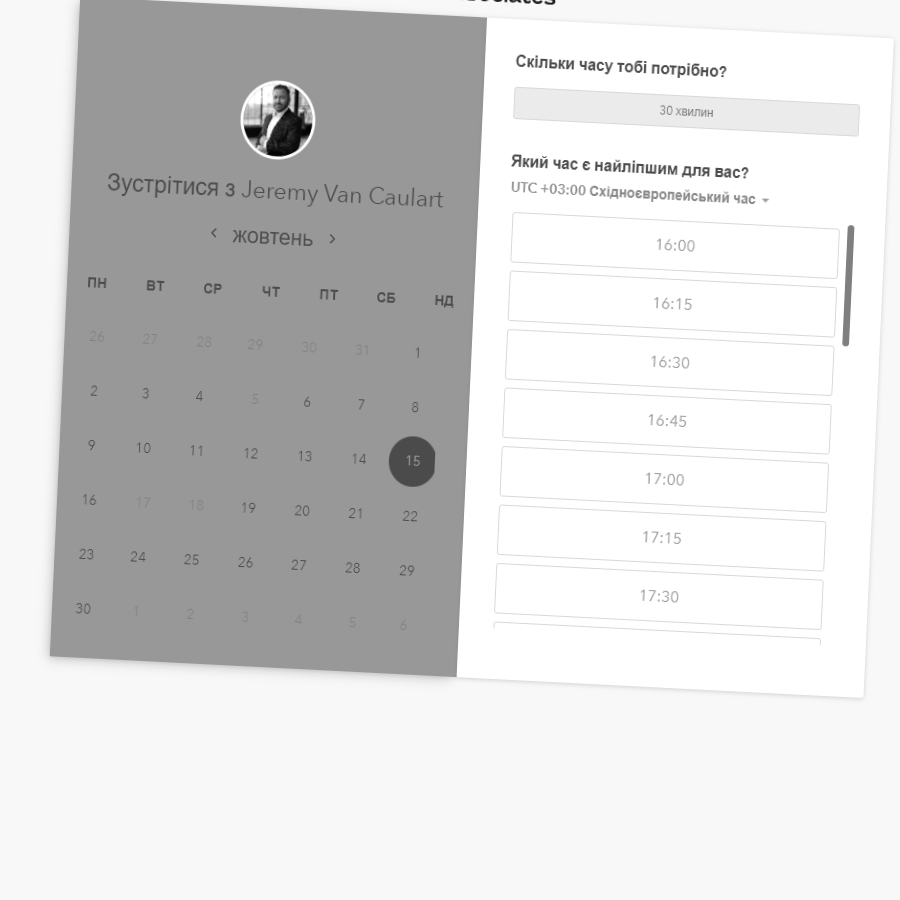 Зустрітися з Jeremy Van Caulart
жовтень
ПН ВТ СР ЧТ ПТ СБ НД
26 27 28 29 30 31 1
2 3 4 5 6 7 8
9 10 11 12 13 14 15
16 17 18 19 20 21 22
23 24 25 26 27 28 29
30 1 2 3 4 5 6
Скільки часу тобі потрібно?
30 хвилин
Який час є найліпшим для вас?
UTC +03:00 Східноєвропейський час
16:00
16:15
16:30
16:45
17:00
17:15
17:30